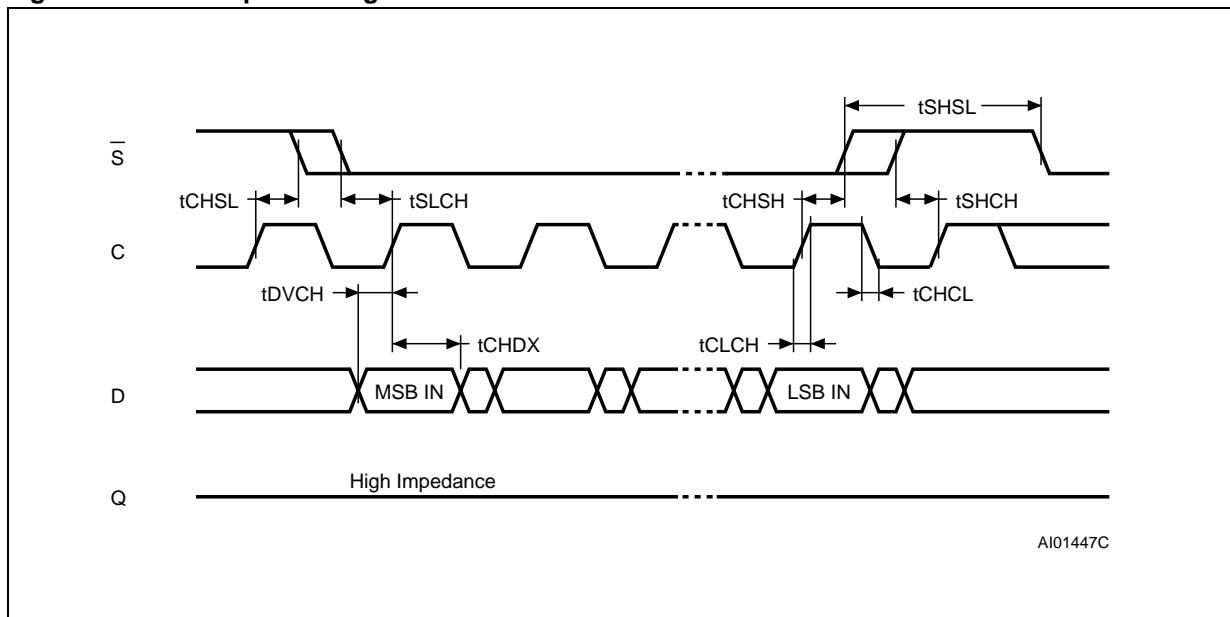 tSHSL
S
tCHSL
tSLCH
tCHSH
tSHCH
C
tDVCH
tCHCL
tCHDX
tCLCH
D
MSB IN
LSB IN
High Impedance
Q
AI01447C